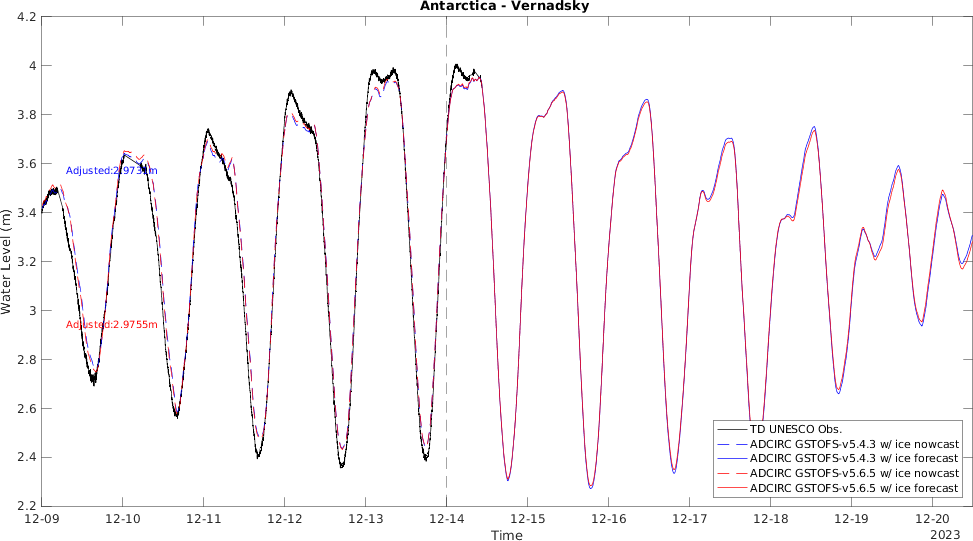 Antarctica - Vernadsky
4.2
4
3.8
3.6
3.4
3.2
3
2.8
2.6
2.4
2.2
Water Level (m)
Adjusted:2.973 m
Adjusted:2.9755m
TD UNESCO Obs.
ADCIRC GSTOFS-v5.4.3 w/ ice nowcast
ADCIRC GSTOFS-v5.4.3 w/ ice forecast
ADCIRC GSTOFS-v5.6.5 w/ ice nowcast
ADCIRC GSTOFS-v5.6.5 w/ ice forecast
12-09 12-10 12-11 12-12 12-13 12-14 12-15 12-16 12-17 12-18 12-19 12-20
2023
Time